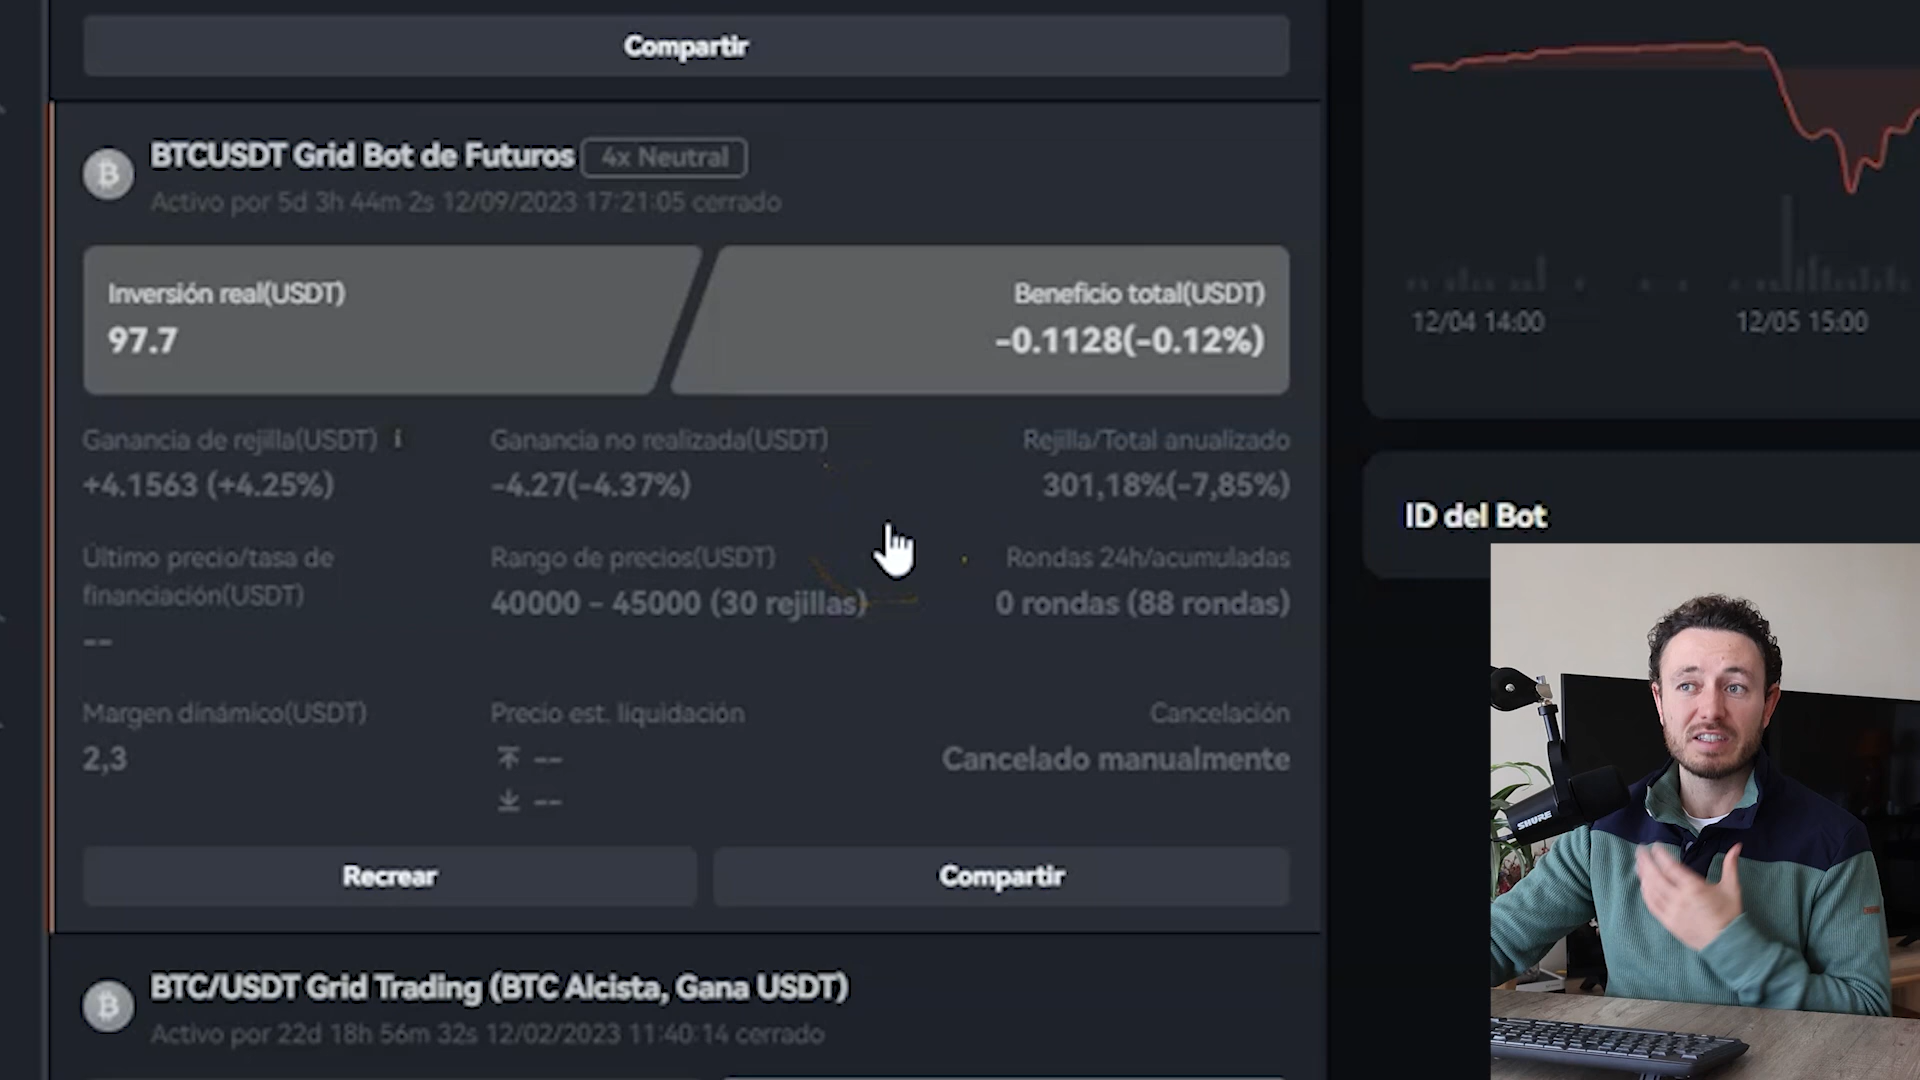 Compartir
BTCUSDT Grid Bot de Futuros 4x Neutral
Activo por 5d 3h 44m 2s 12/09/2023 17:21:05 cerrado
Inversión real(USDT)
97.7
Beneficio total(USDT)
-0.1128(-0.12%)
Ganancia de rejilla(USDT) i
+4.1563 (+4.25%)
Ganancia no realizada(USDT)
-4.27(-4.37%)
Rejilla/Total anualizado
301,18%(-7,85%)
Último precio/tasa de
financiación(USDT)
--
Rango de precios(USDT)
40000 - 45000 (30 rejillas)
Rondas 24h/acumuladas
0 rondas (88 rondas)
Margen dinámico(USDT)
2,3
Precio est. liquidación
--
--
Cancelación
Cancelado manualmente
Recrear
Compartir
BTC/USDT Grid Trading (BTC Alcista, Gana USDT)
Activo por 22d 18h 56m 32s 12/02/2023 11:40:14 cerrado
12/04 14:00
12/05 15:00
ID del Bot
SHURE